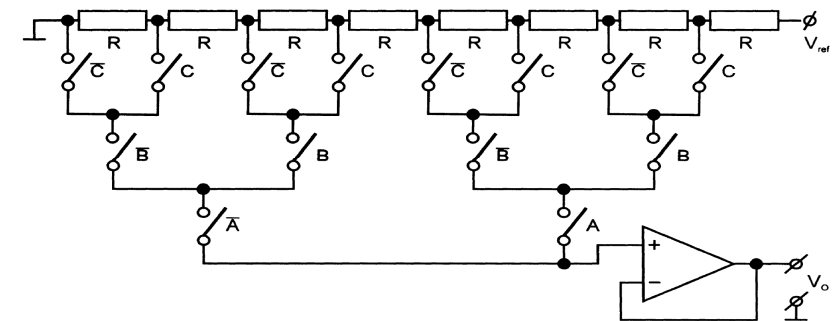 R R R R R R R R
V_ref
C̅ C C̅ C C̅ C C̅ C
B̅ B B̅ B
A̅ A
+
−
V_o